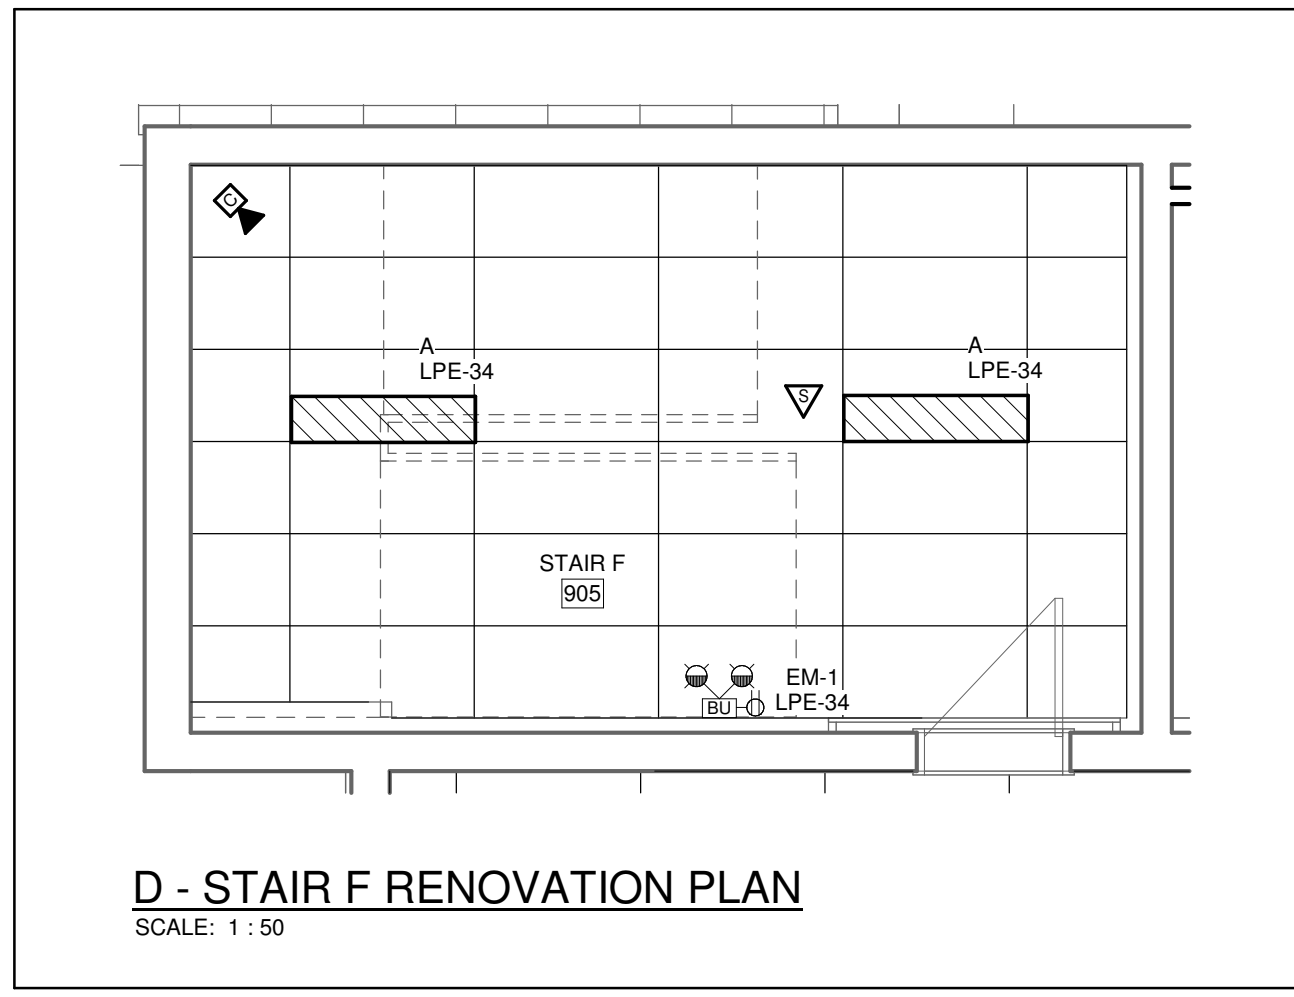 C
A
LPE-34
A
LPE-34
S
STAIR F
905
EM-1
LPE-34
BU
D - STAIR F RENOVATION PLAN
SCALE: 1 : 50